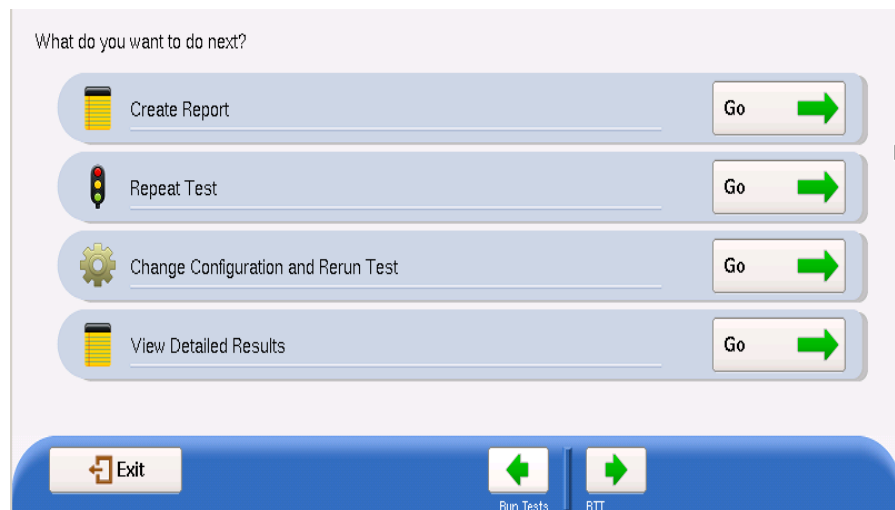 What do you want to do next?
Create Report
Go
Repeat Test
Go
Change Configuration and Rerun Test
Go
View Detailed Results
Go
Exit
Run Tests
RTT